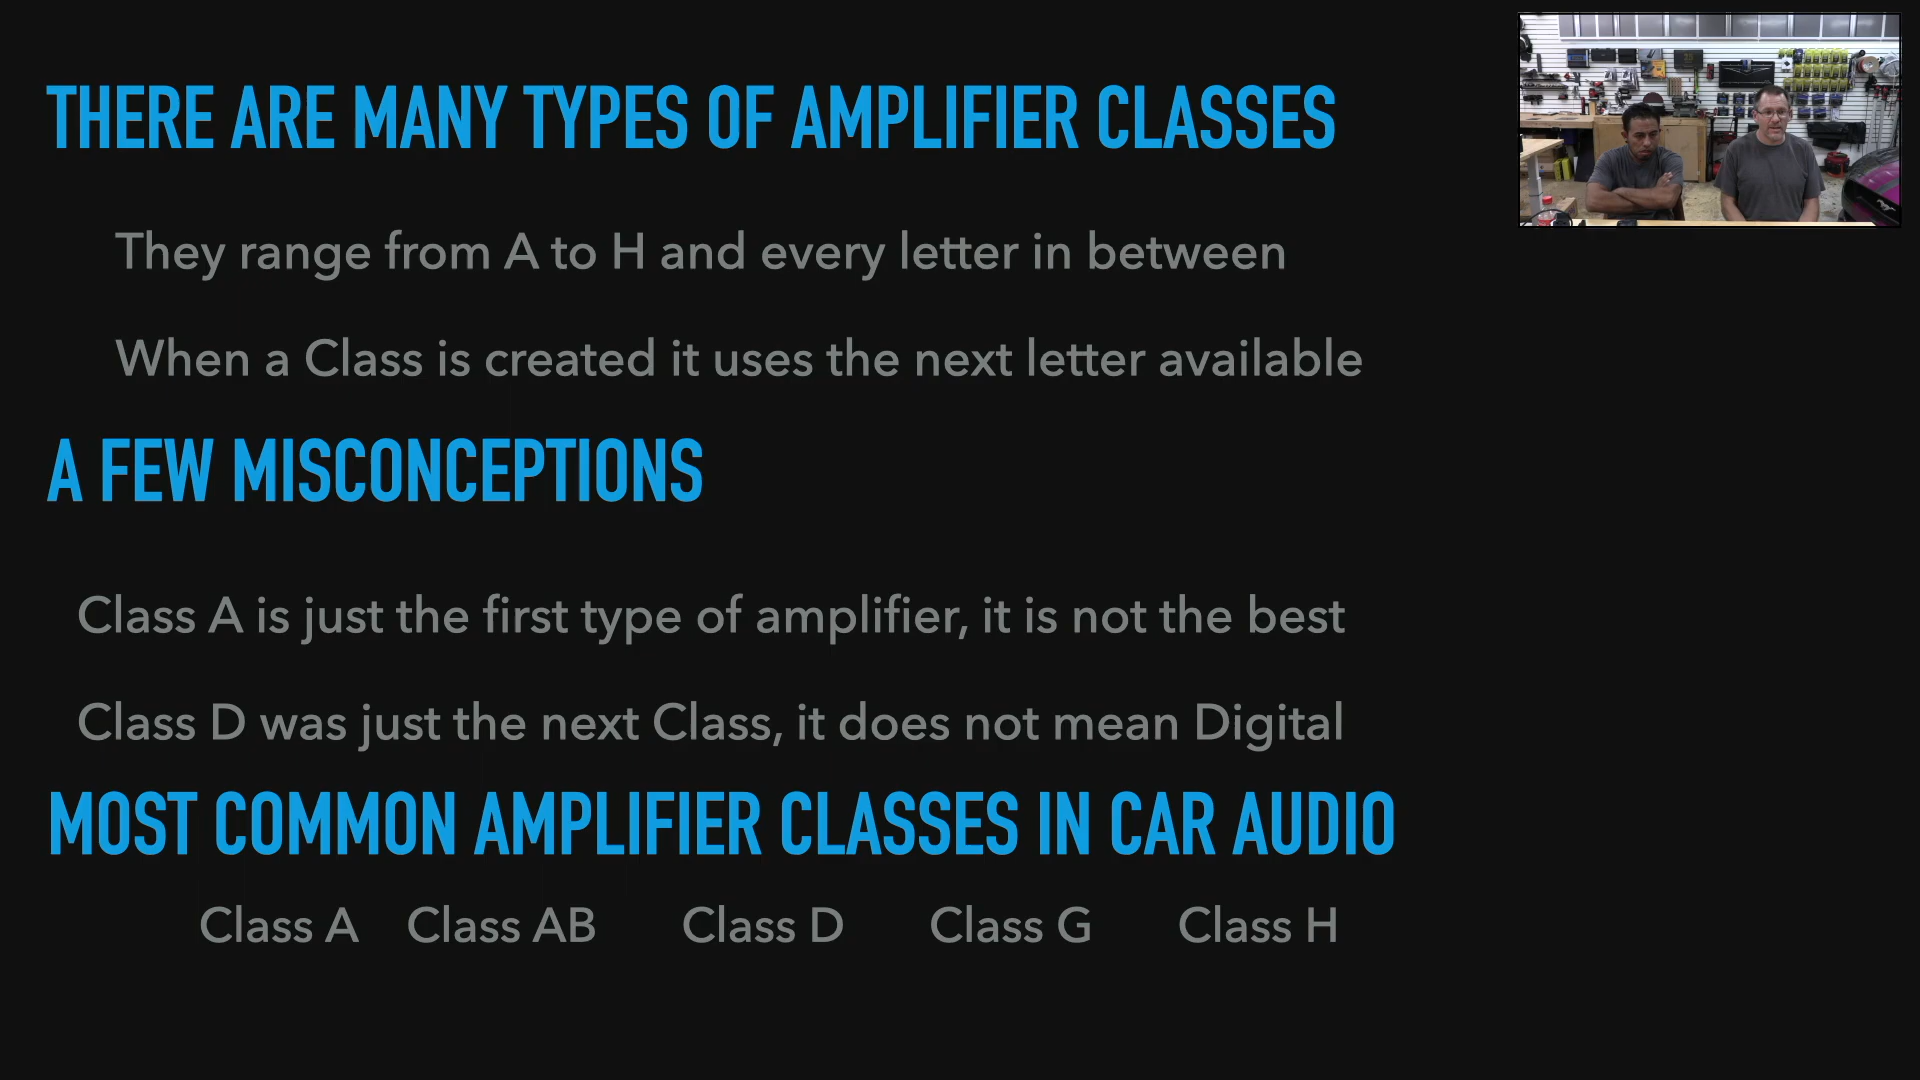 THERE ARE MANY TYPES OF AMPLIFIER CLASSES
They range from A to H and every letter in between
When a Class is created it uses the next letter available
A FEW MISCONCEPTIONS
Class A is just the first type of amplifier, it is not the best
Class D was just the next Class, it does not mean Digital
MOST COMMON AMPLIFIER CLASSES IN CAR AUDIO
Class A Class AB Class D Class G Class H